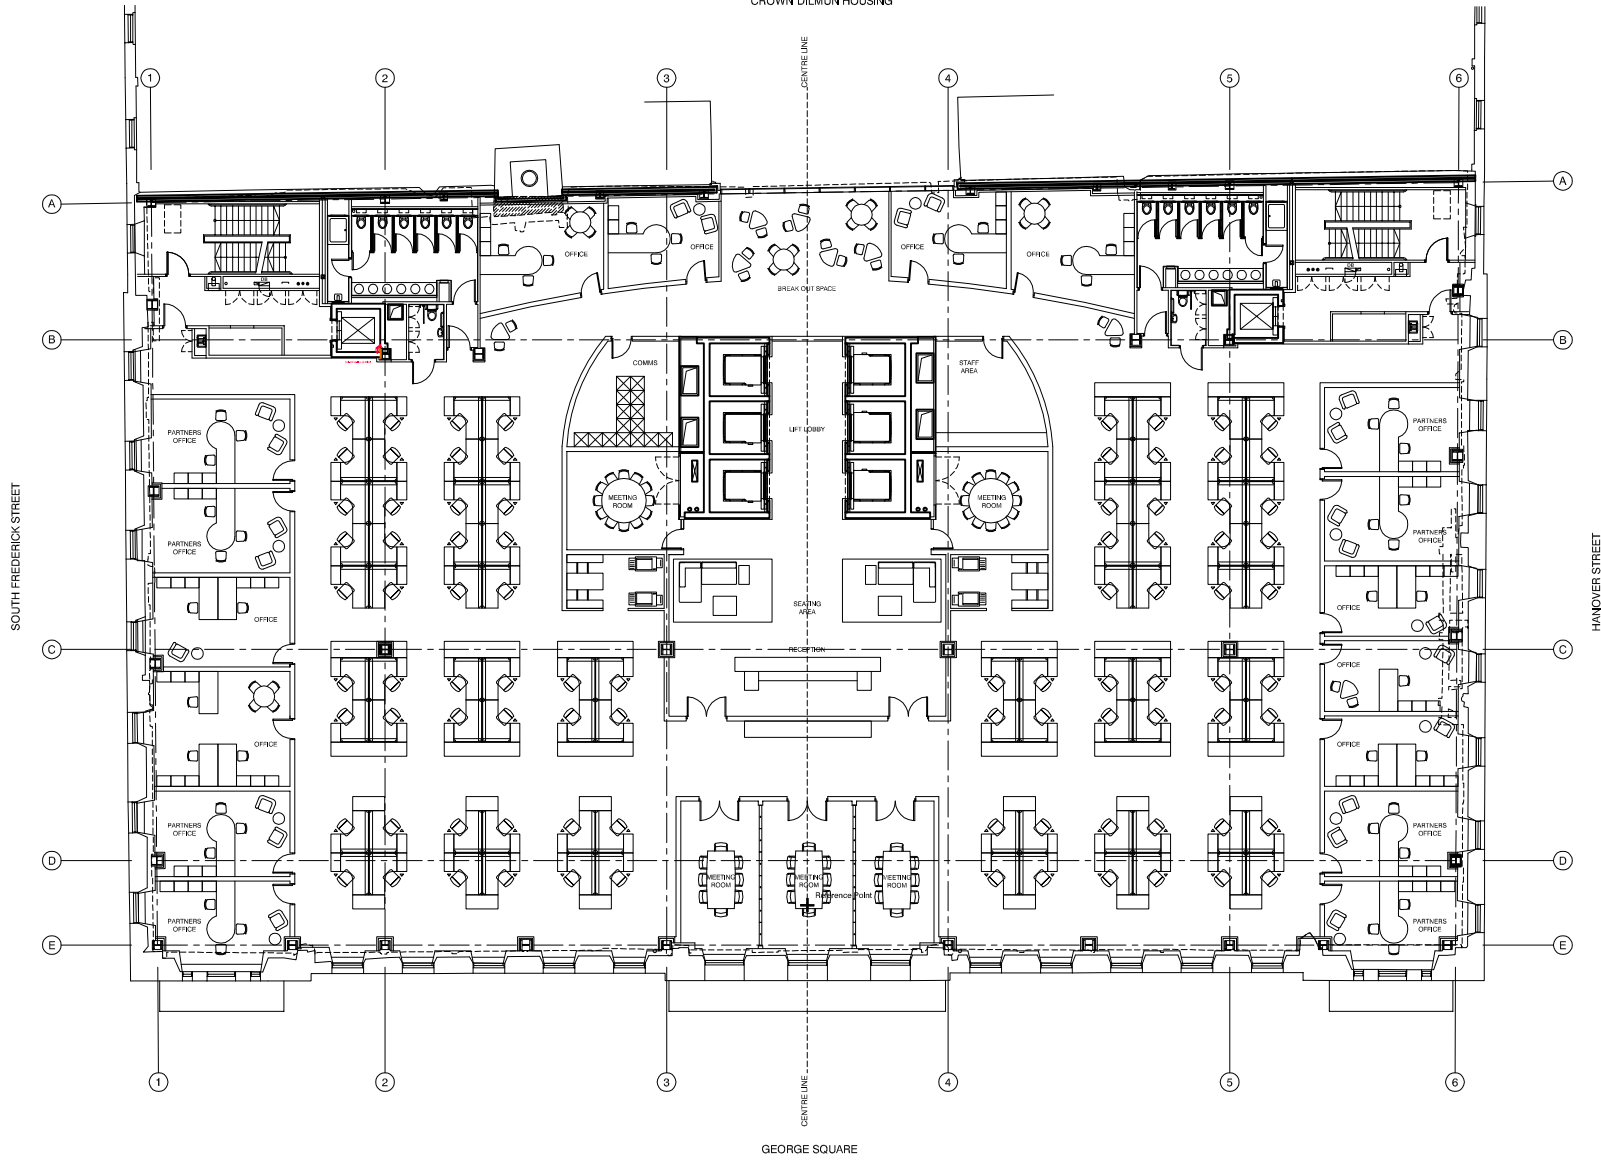 CROWN DILMUN HOUSING
CENTRE LINE
1
2
3
4
5
6
A
A
OFFICE
OFFICE
OFFICE
OFFICE
BREAK OUT SPACE
DB
DB
B
B
COMMS
STAFF
AREA
LIFT LOBBY
PARTNERS
OFFICE
PARTNERS
OFFICE
MEETING
ROOM
MEETING
ROOM
PARTNERS
OFFICE
PARTNERS
OFFICE
SOUTH FREDERICK STREET
HANOVER STREET
SEATING
AREA
OFFICE
OFFICE
C
RECEPTION
C
OFFICE
OFFICE
OFFICE
PARTNERS
OFFICE
PARTNERS
OFFICE
D
D
MEETING
ROOM
MEETING
ROOM
MEETING
ROOM
Reference Point
PARTNERS
OFFICE
PARTNERS
OFFICE
E
E
1
2
3
4
5
6
CENTRE LINE
GEORGE SQUARE